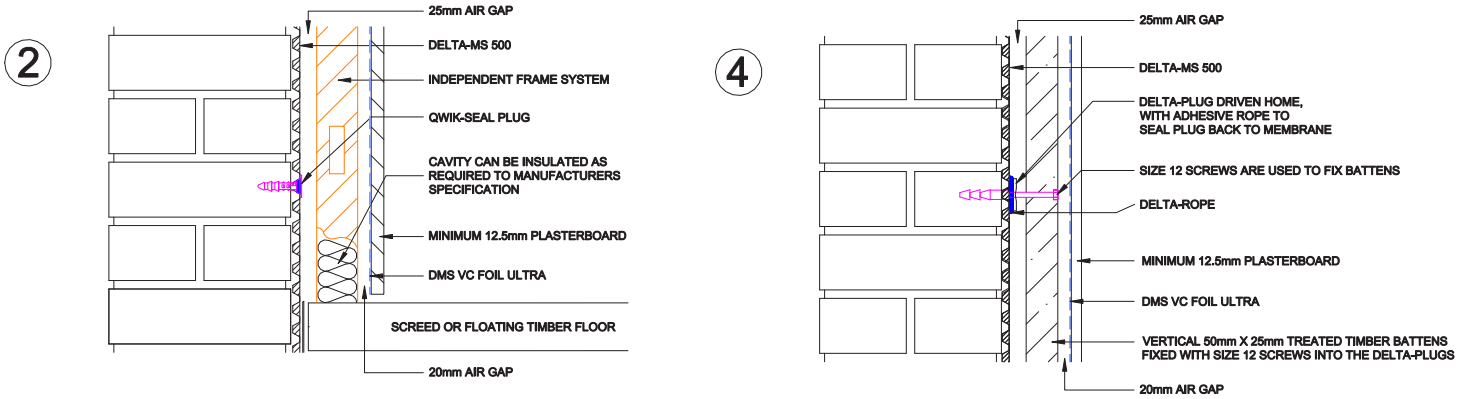 2
25mm AIR GAP
DELTA-MS 500
INDEPENDENT FRAME SYSTEM
QWIK-SEAL PLUG
CAVITY CAN BE INSULATED AS
REQUIRED TO MANUFACTURERS
SPECIFICATION
MINIMUM 12.5mm PLASTERBOARD
DMS VC FOIL ULTRA
SCREED OR FLOATING TIMBER FLOOR
20mm AIR GAP
4
25mm AIR GAP
DELTA-MS 500
DELTA-PLUG DRIVEN HOME,
WITH ADHESIVE ROPE TO
SEAL PLUG BACK TO MEMBRANE
SIZE 12 SCREWS ARE USED TO FIX BATTENS
DELTA-ROPE
MINIMUM 12.5mm PLASTERBOARD
DMS VC FOIL ULTRA
VERTICAL 50mm X 25mm TREATED TIMBER BATTENS
FIXED WITH SIZE 12 SCREWS INTO THE DELTA-PLUGS
20mm AIR GAP